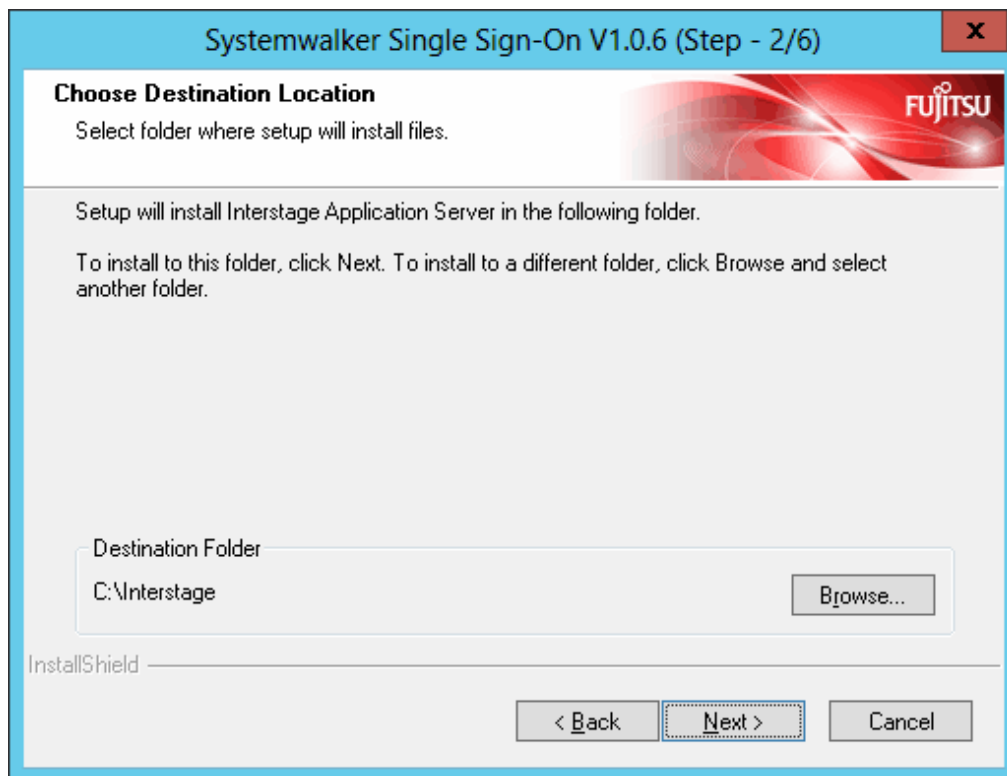 Systemwalker Single Sign-On V1.0.6 (Step - 2/6)
x
Choose Destination Location
Select folder where setup will install files.
FUJITSU
Setup will install Interstage Application Server in the following folder.
To install to this folder, click Next. To install to a different folder, click Browse and select
another folder.
Destination Folder
C:\Interstage
Browse...
InstallShield
< Back
Next >
Cancel